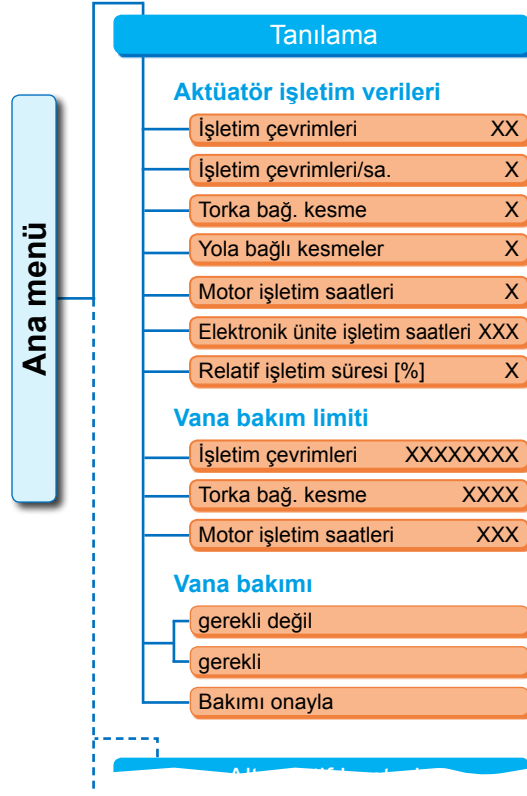 Tanılama
Aktüatör işletim verileri
İşletim çevrimleri XX
İşletim çevrimleri/sa. X
Torka bağ. kesme X
Yola bağlı kesmeler X
Motor işletim saatleri X
Elektronik ünite işletim saatleri XXX
Relatif işletim süresi [%] X
Ana menü
Vana bakım limiti
İşletim çevrimleri XXXXXXXX
Torka bağ. kesme XXXX
Motor işletim saatleri XXX
Vana bakımı
gerekli değil
gerekli
Bakımı onayla